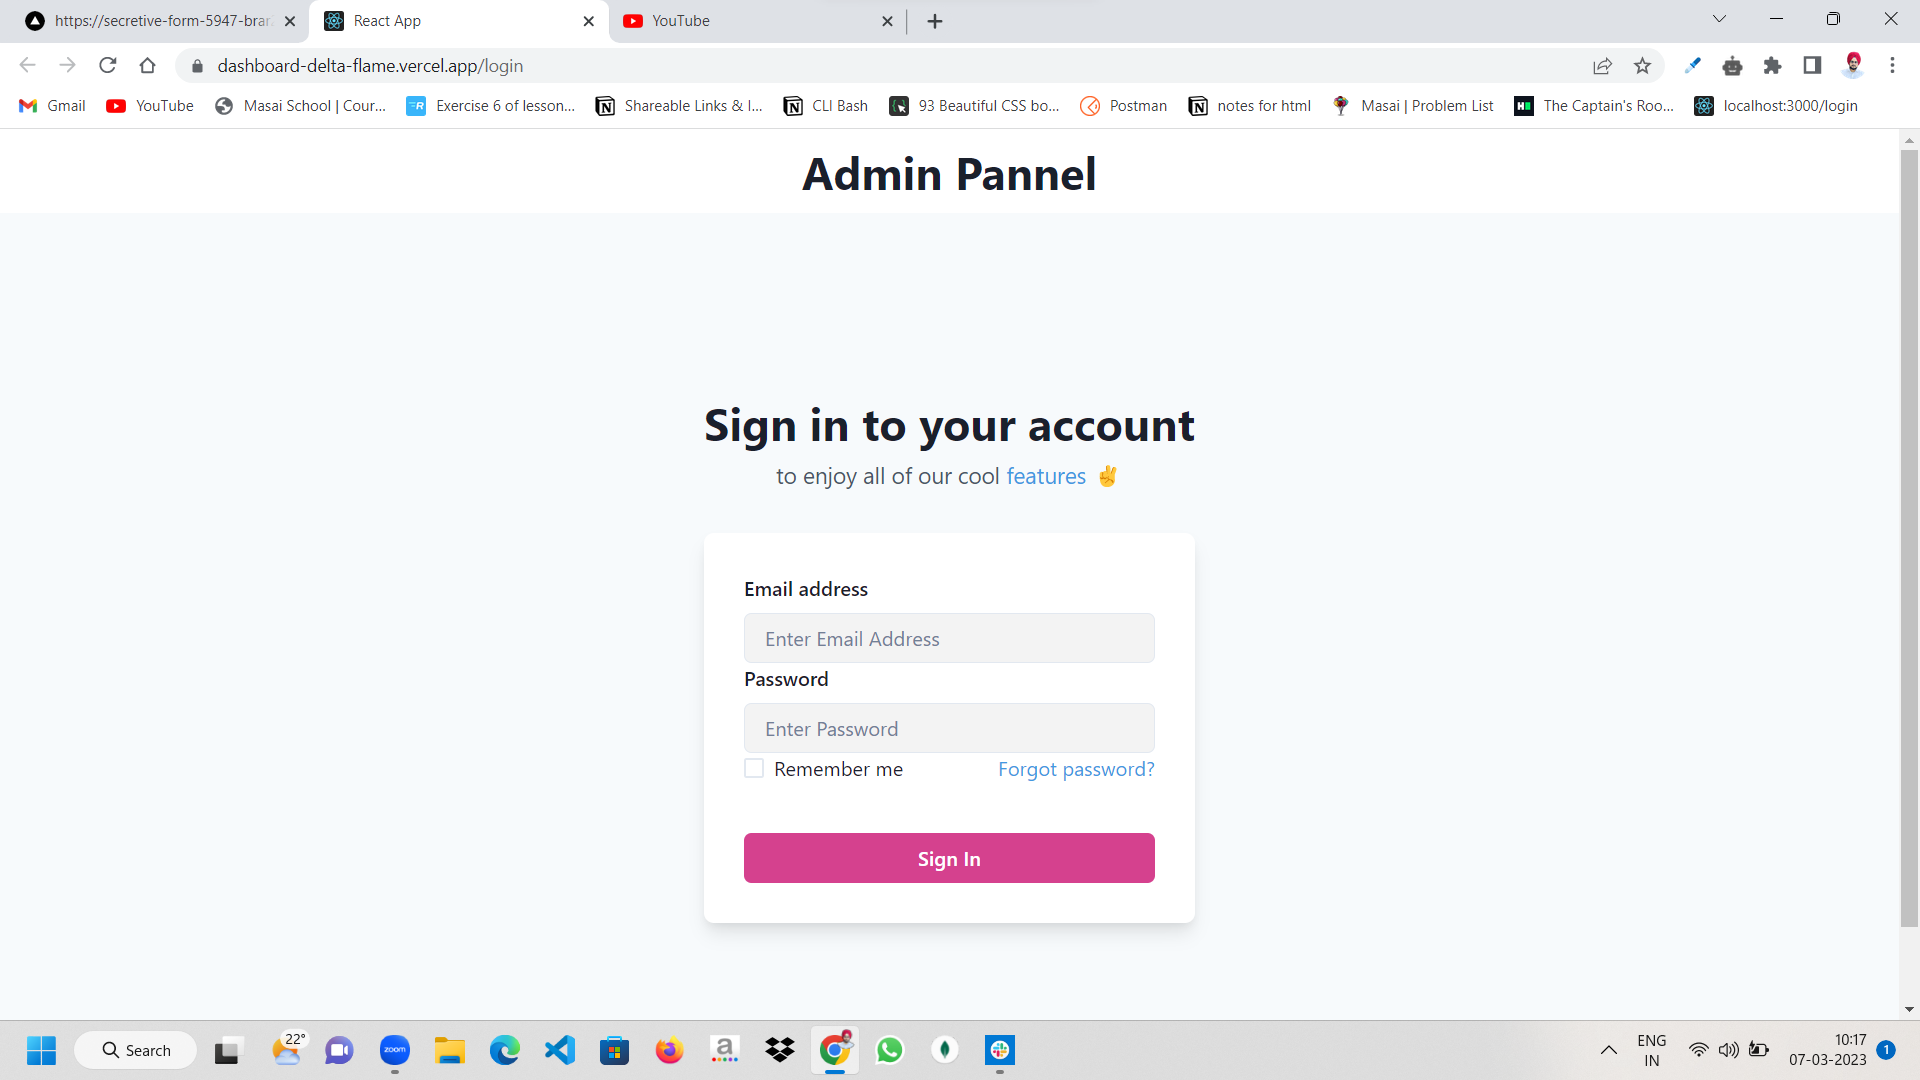 https://secretive-form-5947-brar
React App
YouTube
dashboard-delta-flame.vercel.app/login
Gmail
YouTube
Masai School | Cour...
Exercise 6 of lesson...
Shareable Links & I...
CLI Bash
93 Beautiful CSS bo...
Postman
notes for html
Masai | Problem List
The Captain's Roo...
localhost:3000/login
Admin Pannel
Sign in to your account
to enjoy all of our cool features ✌️
Email address
Enter Email Address
Password
Enter Password
Remember me
Forgot password?
Sign In
Search
22°
zoom
ENG
IN
10:17
07-03-2023
1